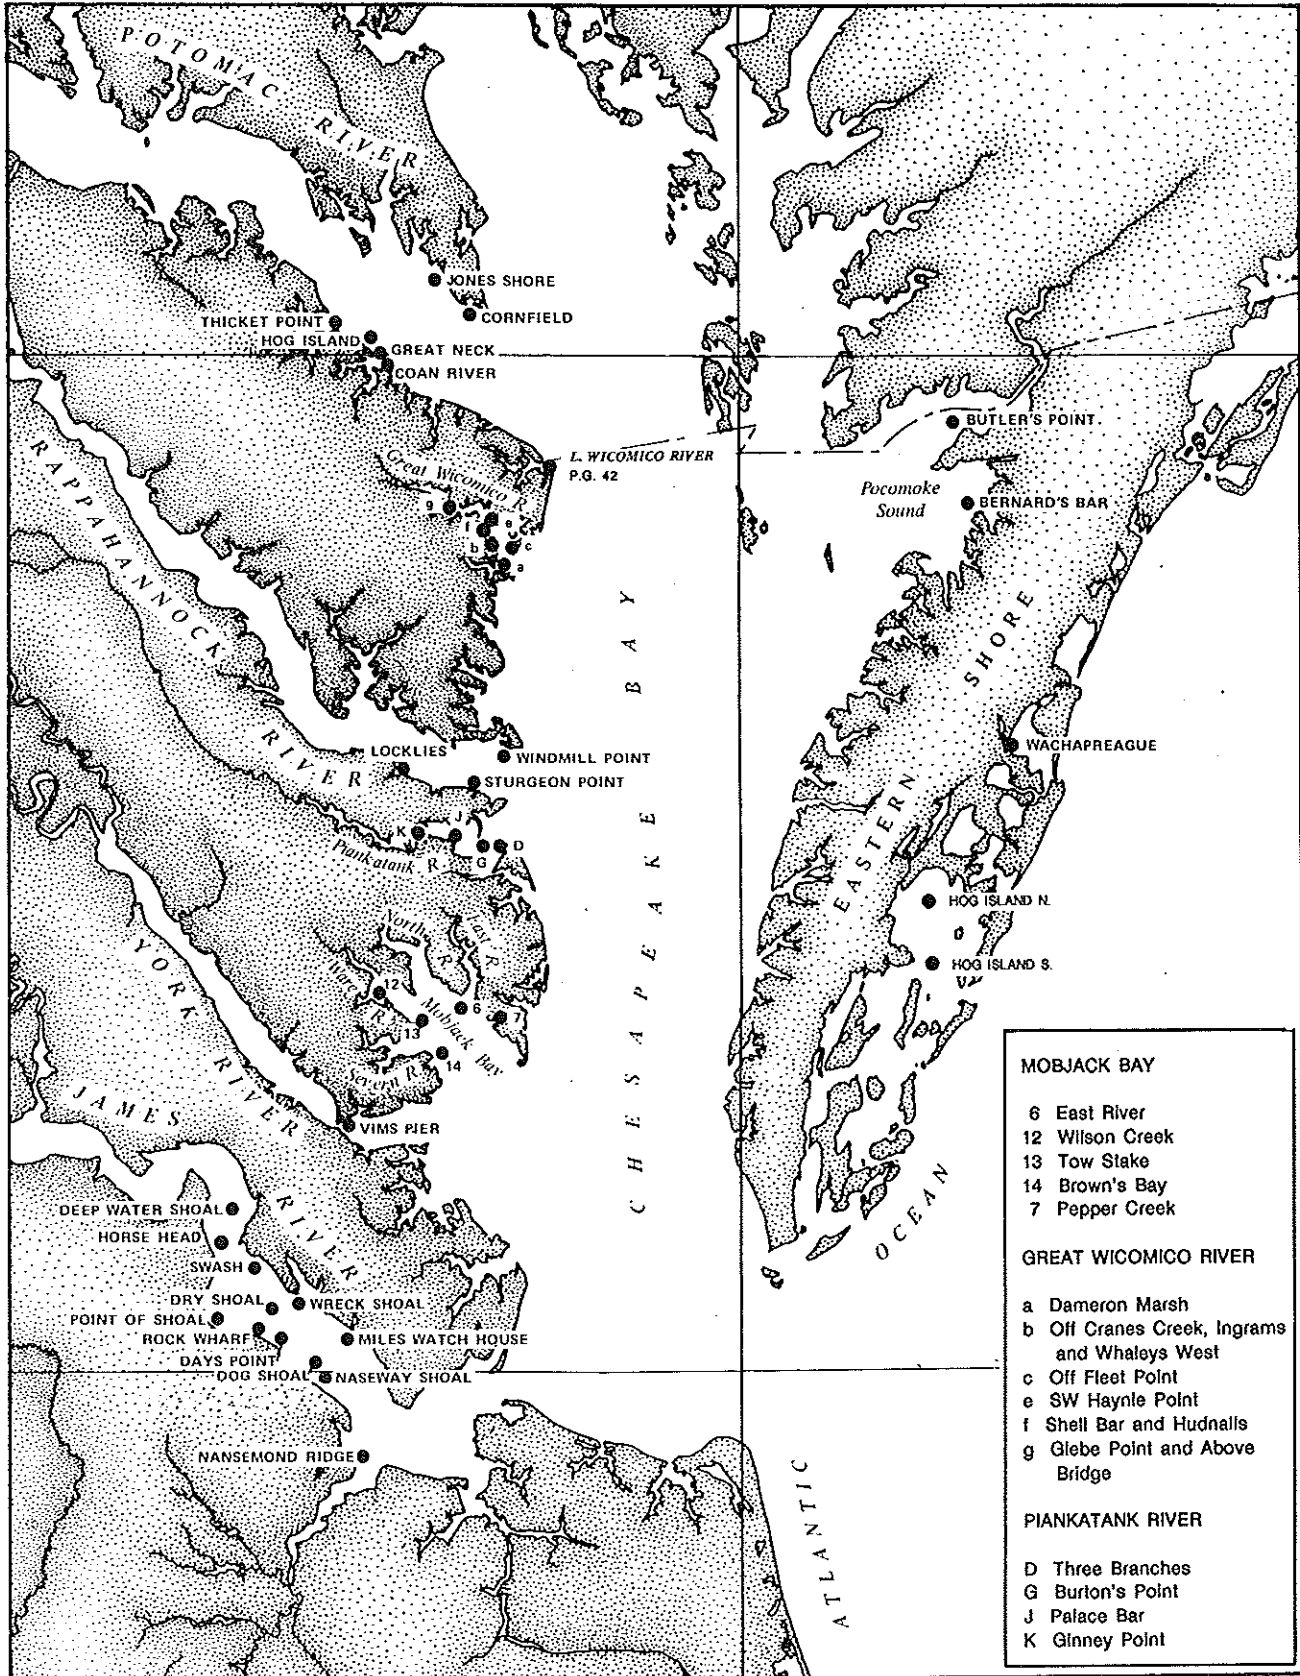 POTOMAC
RIVER
JONES SHORE
CORNFIELD
THICKET POINT
HOG ISLAND
GREAT NECK
COAN RIVER
BUTLER'S POINT
L. WICOMICO RIVER
P.G. 42
Great Wicomico R.
g
e
f
b
c
a
Pocomoke
Sound
BERNARD'S BAR
RAPPAHANNOCK
RIVER
CHESAPEAKE BAY
EASTERN SHORE
LOCKLIES
WINDMILL POINT
STURGEON POINT
WACHAPREAGUE
K
J
G
D
Piankatank R.
HOG ISLAND N.
HOG ISLAND S.
North R.
East R.
Ware R.
12
6
7
13
14
Mobjack Bay
Severn R.
YORK
RIVER
VIMS PIER
JAMES
RIVER
DEEP WATER SHOAL
HORSE HEAD
SWASH
DRY SHOAL
WRECK SHOAL
POINT OF SHOAL
ROCK WHARF
MILES WATCH HOUSE
DAYS POINT
DOG SHOAL
NASEWAY SHOAL
NANSEMOND RIDGE
ATLANTIC
OCEAN
MOBJACK BAY
6 East River
12 Wilson Creek
13 Tow Stake
14 Brown's Bay
7 Pepper Creek
GREAT WICOMICO RIVER
a Dameron Marsh
b Off Cranes Creek, Ingrams
and Whaleys West
c Off Fleet Point
e SW Haynie Point
f Shell Bar and Hudnalls
g Glebe Point and Above
Bridge
PIANKATANK RIVER
D Three Branches
G Burton's Point
J Palace Bar
K Ginney Point